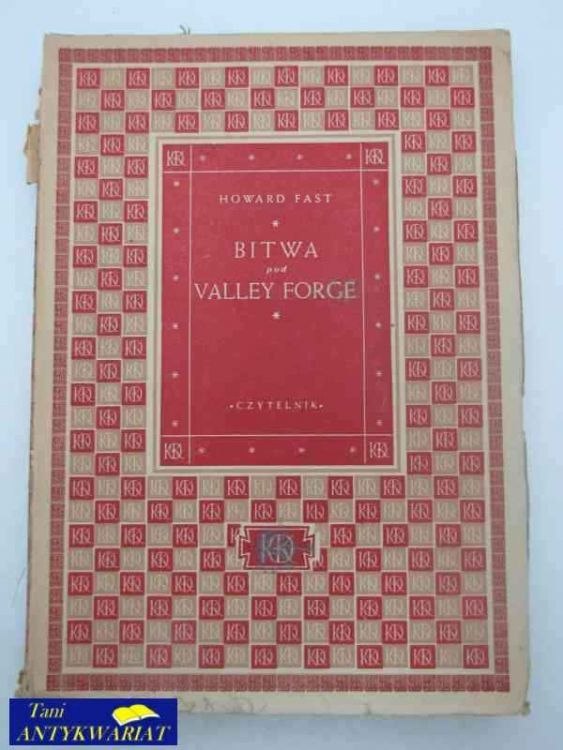 HOWARD FAST
BITWA
pod
VALLEY FORGE
•CZYTELNIK•
Tani
ANTYKWARIAT